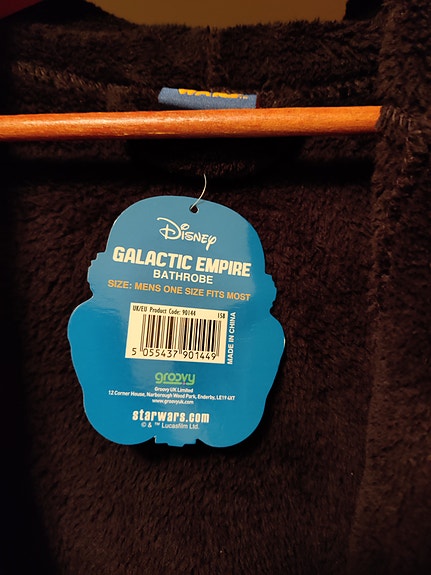 Disney
GALACTIC EMPIRE
BATHROBE
SIZE: MENS ONE SIZE FITS MOST
UK/EU Product Code: 90144 158
5 055437 901449
MADE IN CHINA
groovy
Groovy UK Limited
12 Corner House, Narborough Wood Park, Enderby, LE19 4XT
www.groovyuk.com
starwars.com
© & ™ Lucasfilm Ltd.